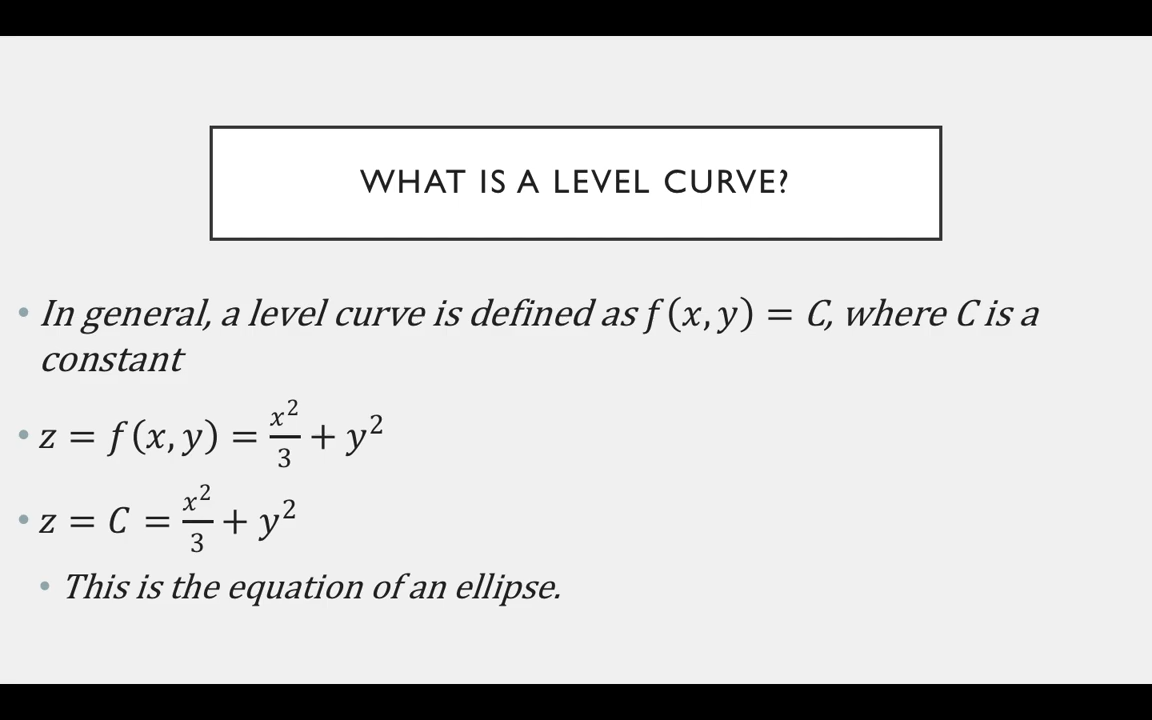 WHAT IS A LEVEL CURVE?
• In general, a level curve is defined as f(x, y) = C, where C is a
constant
• z = f(x, y) = x²/3 + y²
• z = C = x²/3 + y²
• This is the equation of an ellipse.